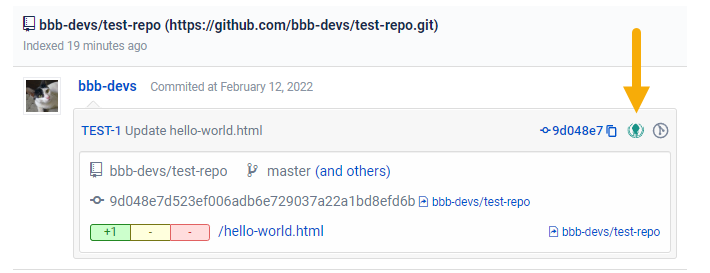 bbb-devs/test-repo (https://github.com/bbb-devs/test-repo.git)
Indexed 19 minutes ago
bbb-devs Commited at February 12, 2022
TEST-1 Update hello-world.html 9d048e7
bbb-devs/test-repo master (and others)
9d048e7d523ef006adb6e729037a22a1bd8efd6b bbb-devs/test-repo
+1 - - /hello-world.html bbb-devs/test-repo